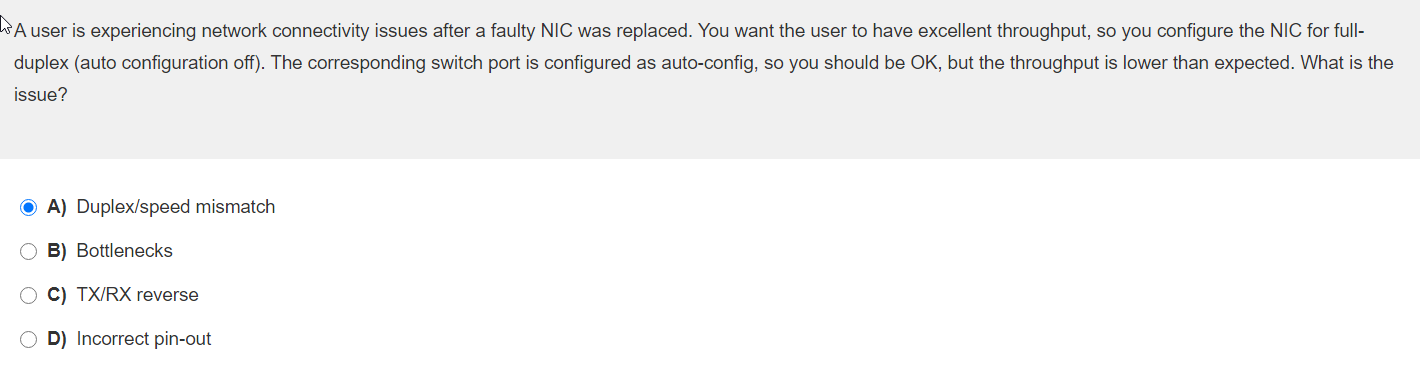 A user is experiencing network connectivity issues after a faulty NIC was replaced. You want the user to have excellent throughput, so you configure the NIC for full-
duplex (auto configuration off). The corresponding switch port is configured as auto-config, so you should be OK, but the throughput is lower than expected. What is the
issue?
A) Duplex/speed mismatch
B) Bottlenecks
C) TX/RX reverse
D) Incorrect pin-out